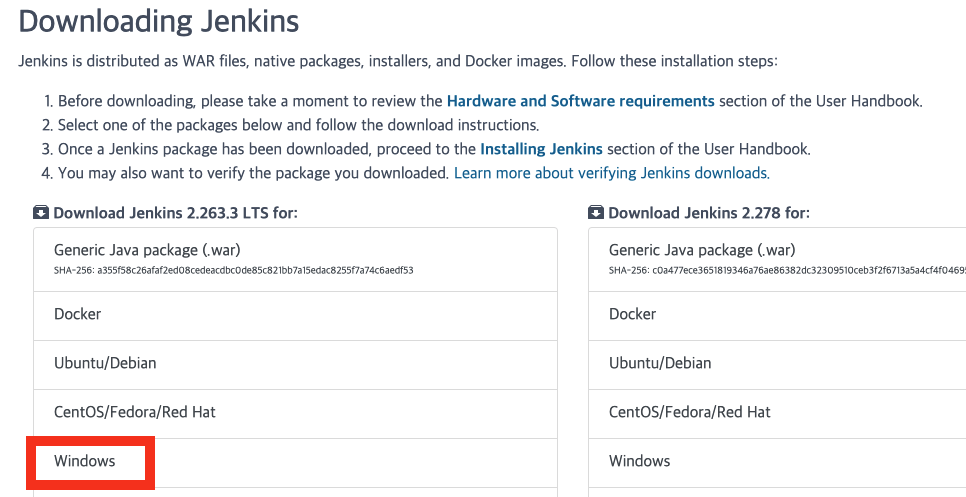 Downloading Jenkins
Jenkins is distributed as WAR files, native packages, installers, and Docker images. Follow these installation steps:
1. Before downloading, please take a moment to review the Hardware and Software requirements section of the User Handbook.
2. Select one of the packages below and follow the download instructions.
3. Once a Jenkins package has been downloaded, proceed to the Installing Jenkins section of the User Handbook.
4. You may also want to verify the package you downloaded. Learn more about verifying Jenkins downloads.
Download Jenkins 2.263.3 LTS for:
Generic Java package (.war)
SHA-256: a355f58c26afaf2ed08cedeacdbc0de85c821bb7a15edac8255f7a74c6aedf53
Docker
Ubuntu/Debian
CentOS/Fedora/Red Hat
Windows
Download Jenkins 2.278 for:
Generic Java package (.war)
SHA-256: c0a477ece3651819346a76ae86382dc32309510ceb3f2f6713a5a4cf4f0469
Docker
Ubuntu/Debian
CentOS/Fedora/Red Hat
Windows